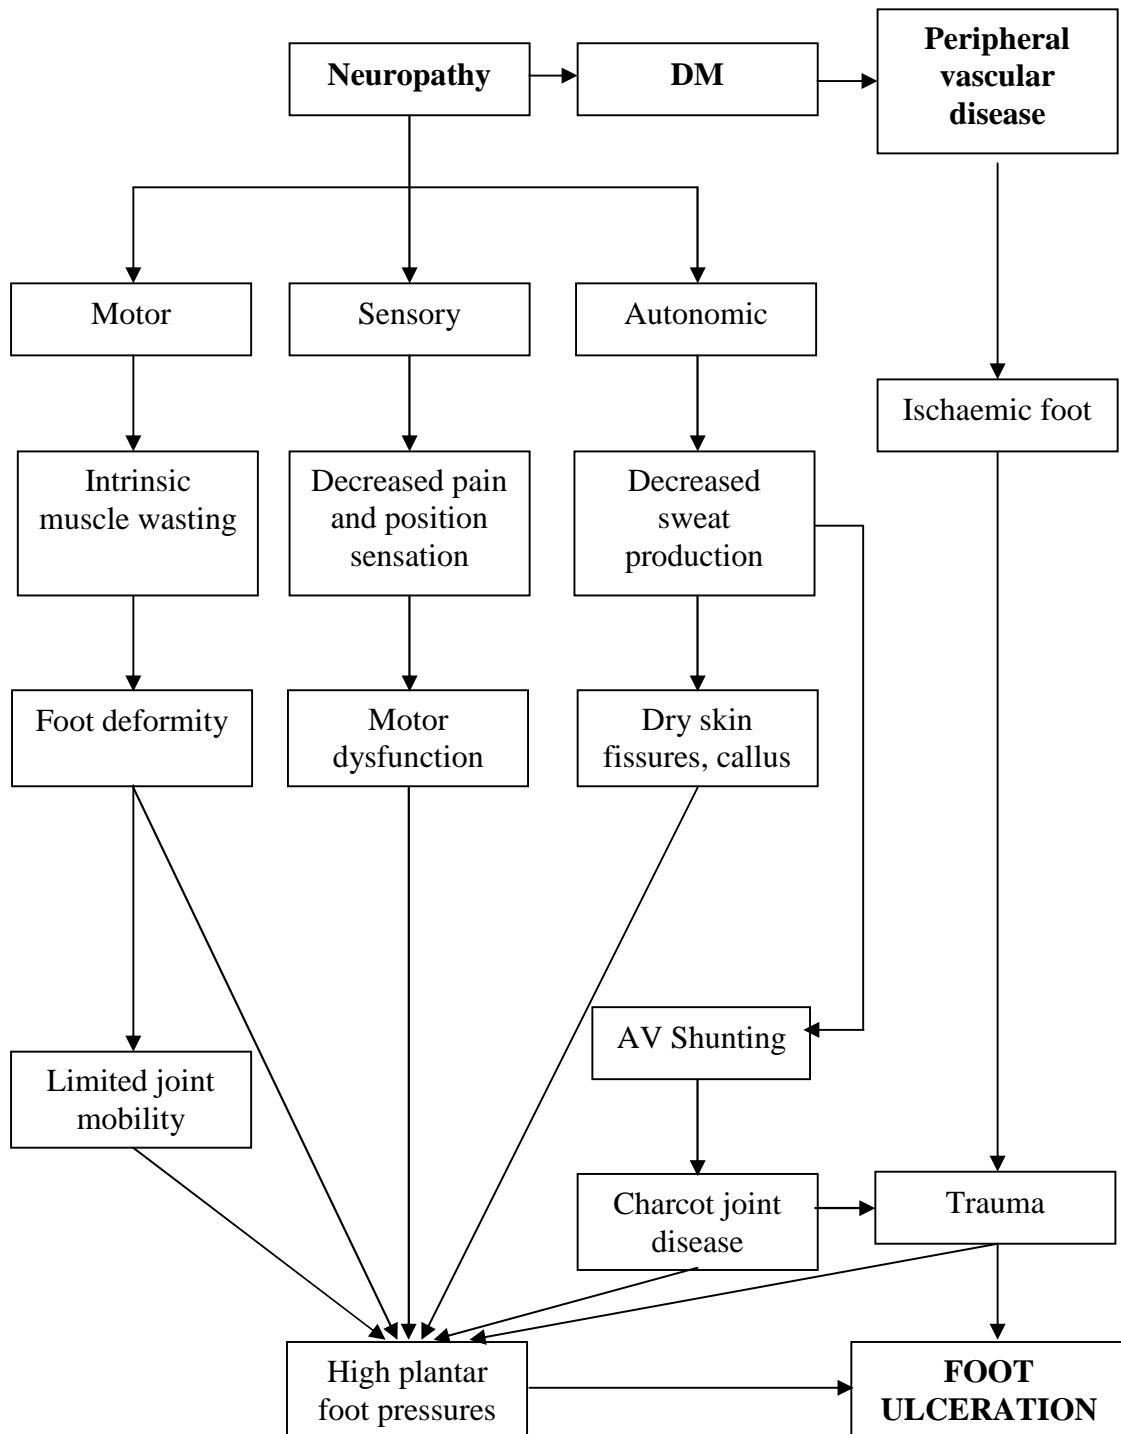 Neuropathy
DM
Peripheral
vascular
disease
Motor
Sensory
Autonomic
Ischaemic foot
Intrinsic
muscle wasting
Decreased pain
and position
sensation
Decreased
sweat
production
Foot deformity
Motor
dysfunction
Dry skin
fissures, callus
AV Shunting
Limited joint
mobility
Charcot joint
disease
Trauma
High plantar
foot pressures
FOOT
ULCERATION